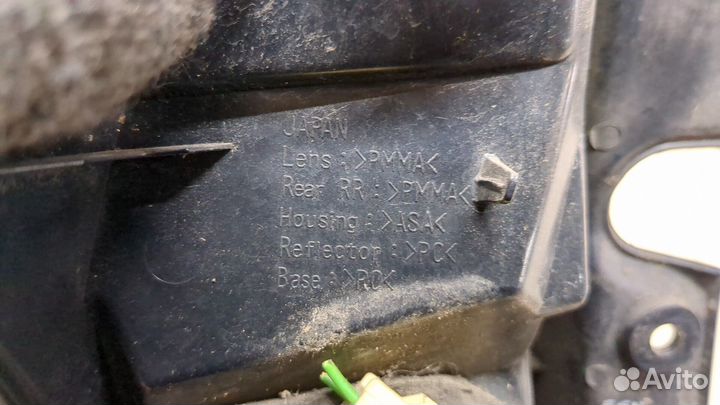 JAPAN
Lens : >PMMA<
Rear RR : >PMMA<
Housing : >ASA<
Reflector : >PC<
Base : >PC<
Avito